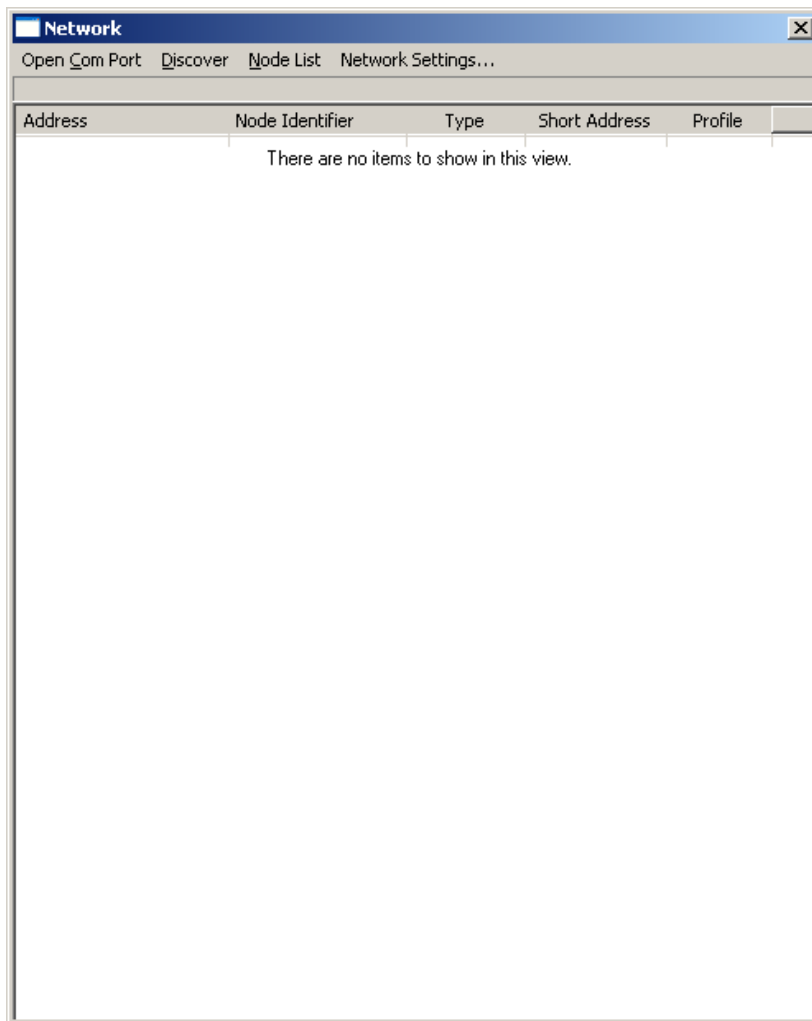 Network
Open Com Port Discover Node List Network Settings...
Address Node Identifier Type Short Address Profile
There are no items to show in this view.